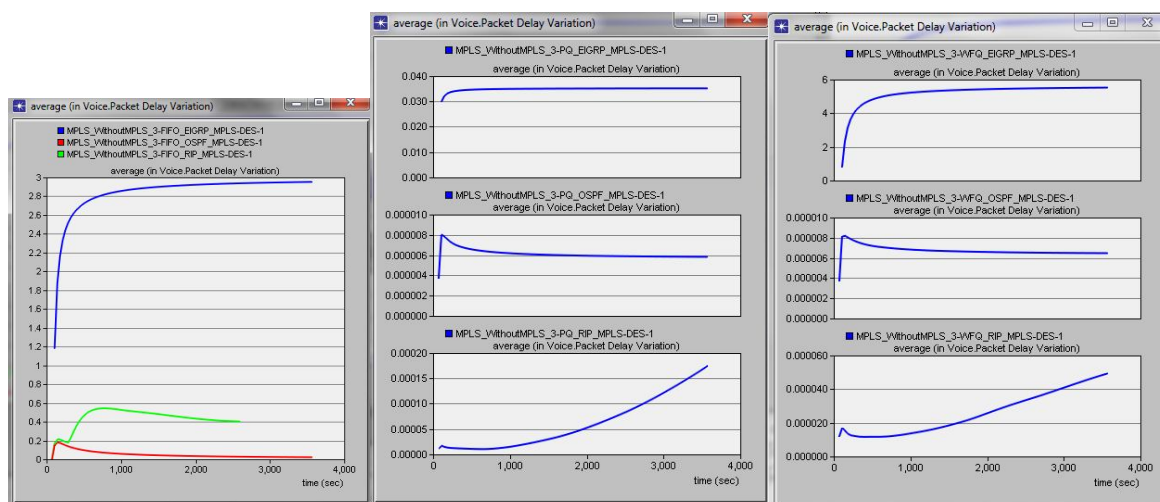 average (in Voice.Packet Delay Variation)
MPLS_WithoutMPLS_3-FIFO_EIGRP_MPLS-DES-1
MPLS_WithoutMPLS_3-FIFO_OSPF_MPLS-DES-1
MPLS_WithoutMPLS_3-FIFO_RIP_MPLS-DES-1
average (in Voice.Packet Delay Variation)
3
2.8
2.6
2.4
2.2
2
1.8
1.6
1.4
1.2
1
0.8
0.6
0.4
0.2
0
0 1,000 2,000 3,000 4,000
time (sec)
average (in Voice.Packet Delay Variation)
MPLS_WithoutMPLS_3-PQ_EIGRP_MPLS-DES-1
average (in Voice.Packet Delay Variation)
0.040
0.030
0.020
0.010
0.000
MPLS_WithoutMPLS_3-PQ_OSPF_MPLS-DES-1
average (in Voice.Packet Delay Variation)
0.000010
0.000008
0.000006
0.000004
0.000002
0.000000
MPLS_WithoutMPLS_3-PQ_RIP_MPLS-DES-1
average (in Voice.Packet Delay Variation)
0.00020
0.00015
0.00010
0.00005
0.00000
0 1,000 2,000 3,000 4,000
time (sec)
average (in Voice.Packet Delay Variation)
MPLS_WithoutMPLS_3-WFQ_EIGRP_MPLS-DES-1
average (in Voice.Packet Delay Variation)
6
4
2
0
MPLS_WithoutMPLS_3-WFQ_OSPF_MPLS-DES-1
average (in Voice.Packet Delay Variation)
0.000010
0.000008
0.000006
0.000004
0.000002
0.000000
MPLS_WithoutMPLS_3-WFQ_RIP_MPLS-DES-1
average (in Voice.Packet Delay Variation)
0.000060
0.000040
0.000020
0.000000
0 1,000 2,000 3,000 4,000
time (sec)